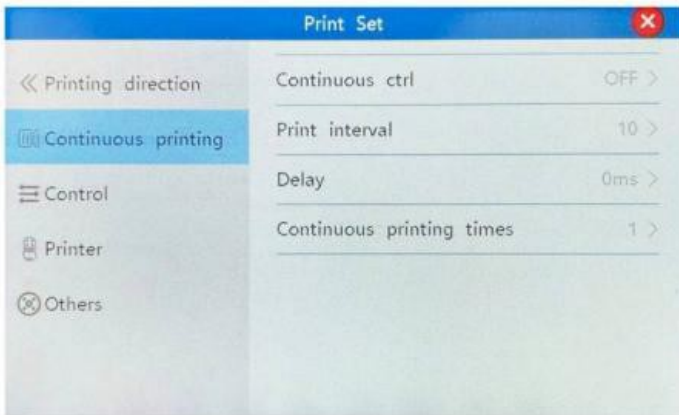 Print Set
Printing direction
Continuous printing
Control
Printer
Others
Continuous ctrl OFF
Print interval 10
Delay 0ms
Continuous printing times 1